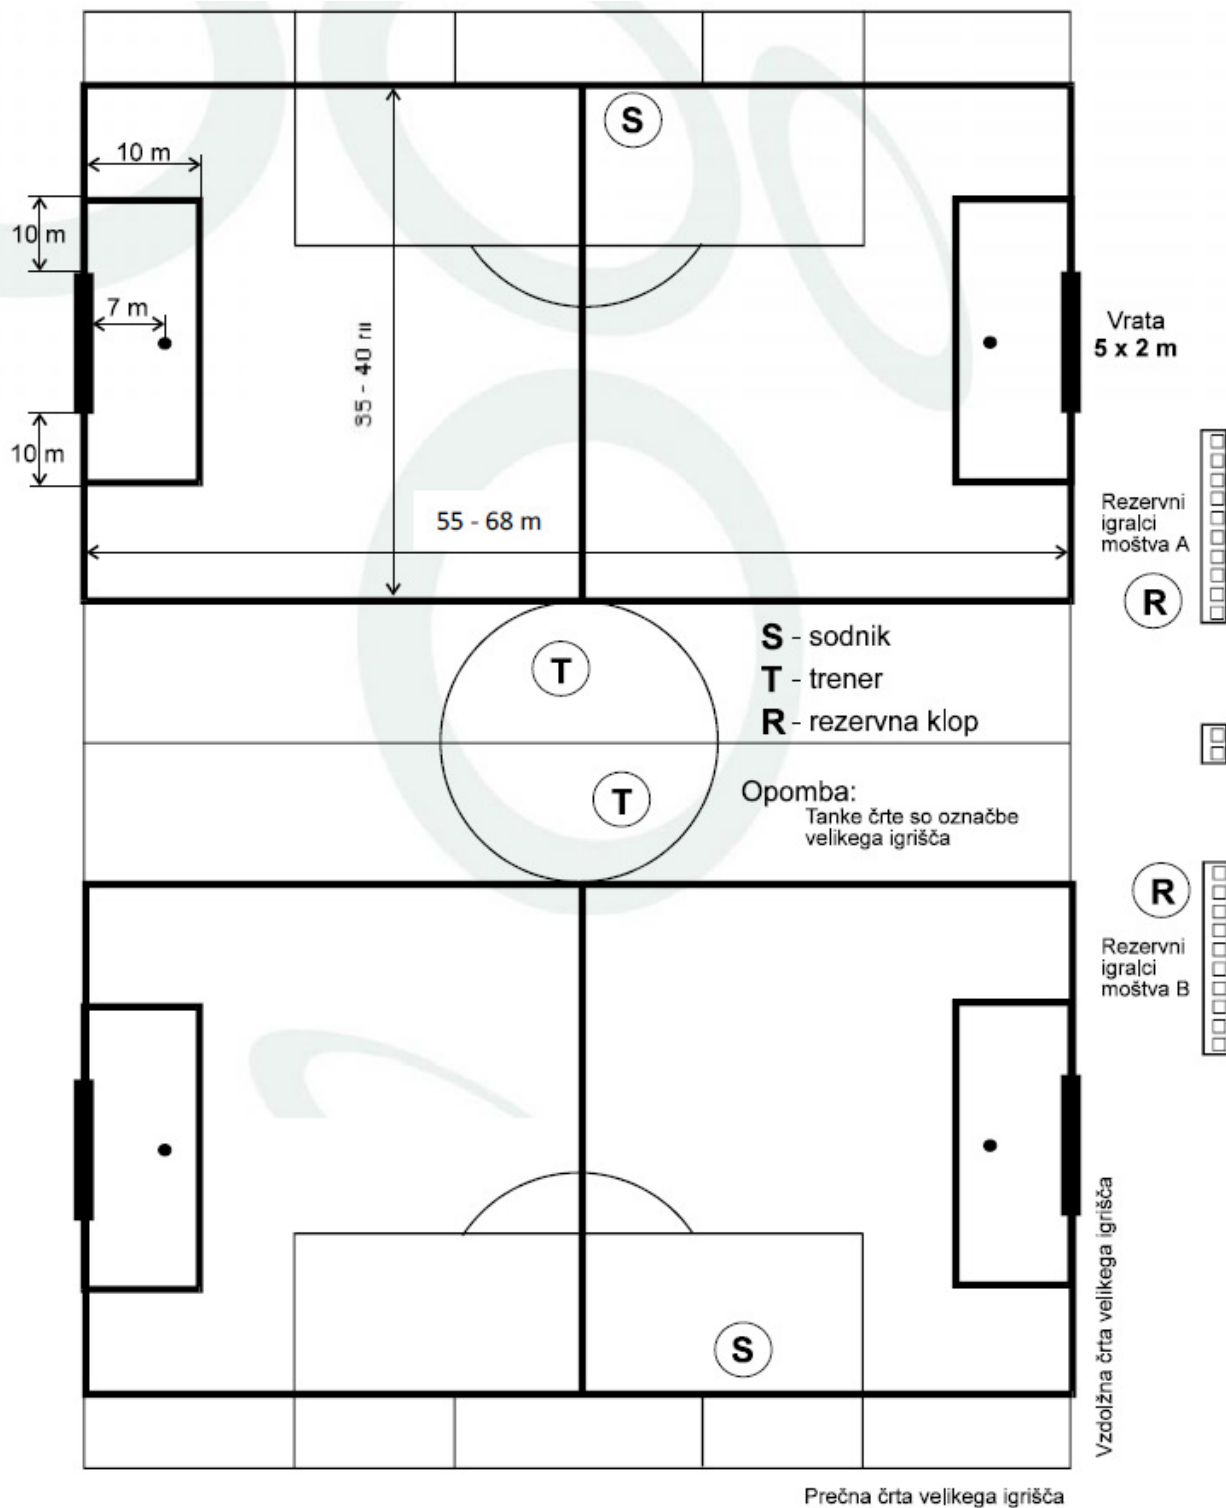 S
10 m
10 m
7 m
Vrata
5 x 2 m
35 - 40 m
10 m
55 - 68 m
Rezervni
igralci
moštva A
R
S - sodnik
T
T - trener
R - rezervna klop
T
Opomba:
Tanke črte so označbe
velikega igrišča
R
Rezervni
igralci
moštva B
S
Vzdolžna črta velikega igrišča
Prečna črta velikega igrišča